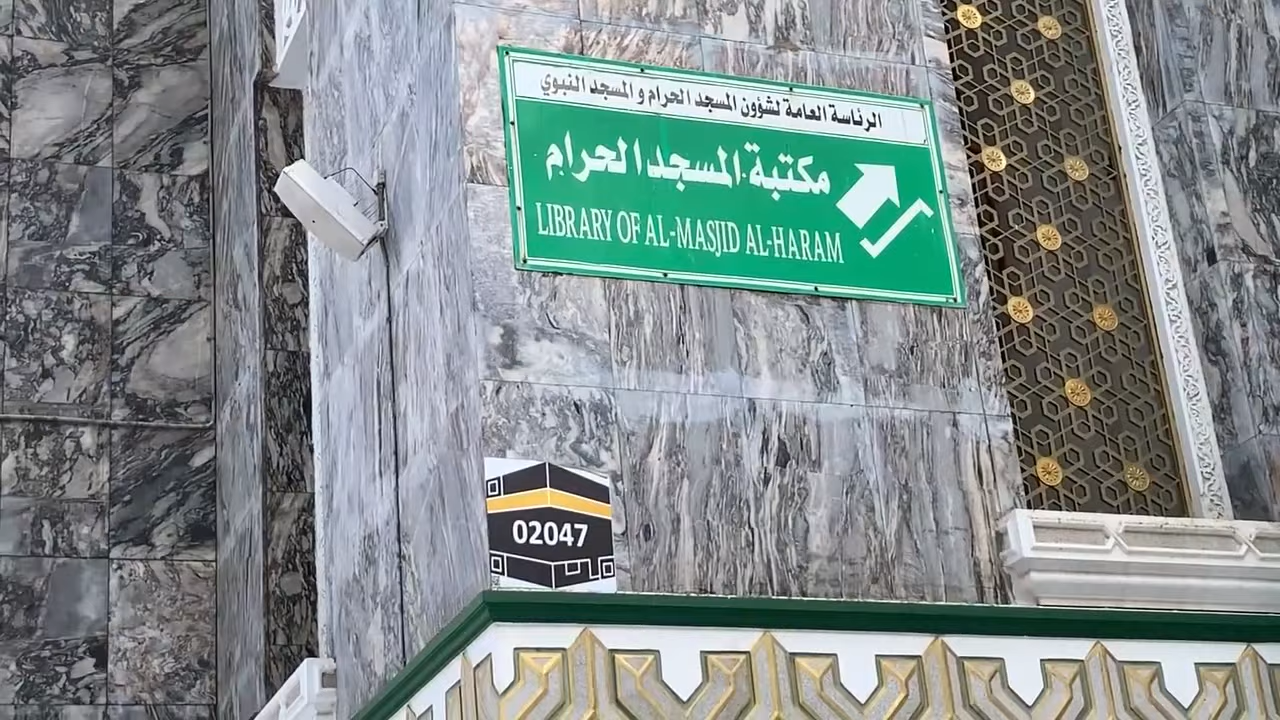 الرئاسة العامة لشؤون المسجد الحرام و المسجد النبوي
مكتبة المسجد الحرام
LIBRARY OF AL-MASJID AL-HARAM
02047